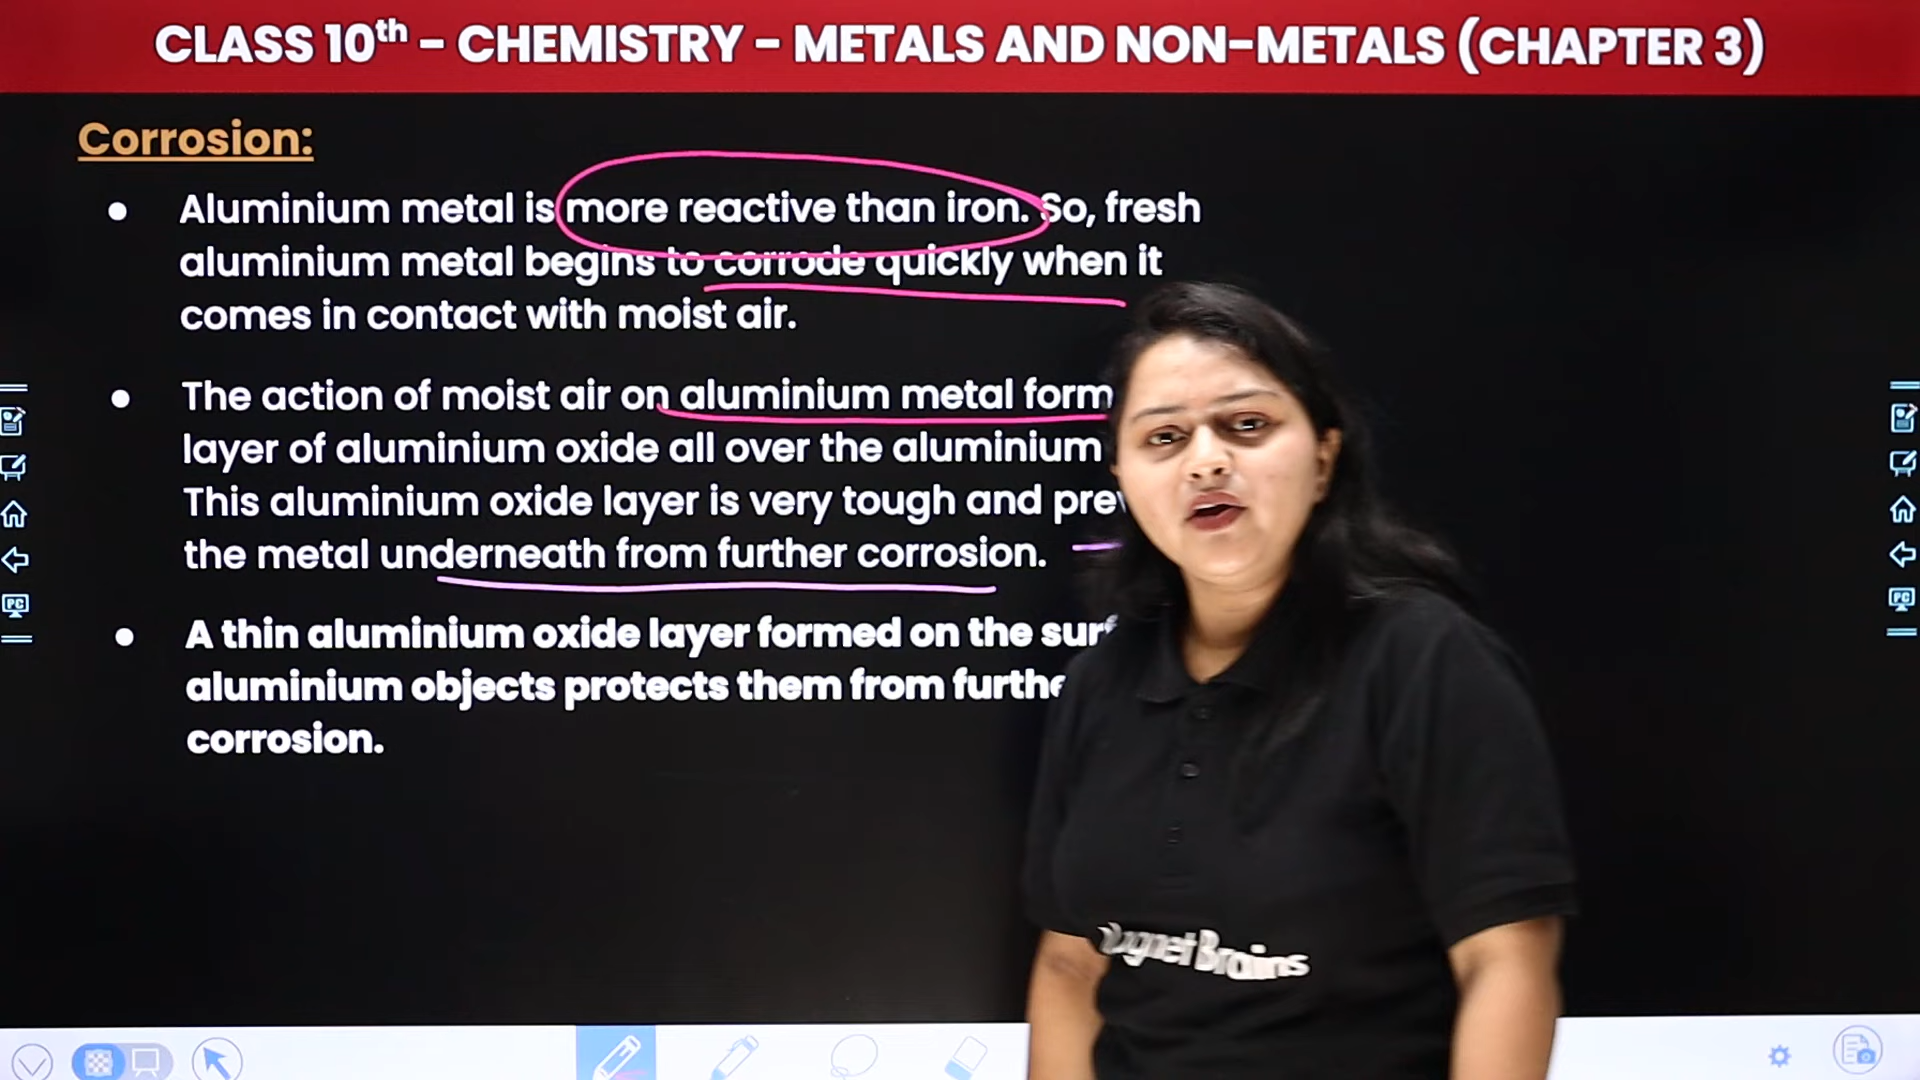 CLASS 10th – CHEMISTRY – METALS AND NON-METALS (CHAPTER 3)
Corrosion:
● Aluminium metal is more reactive than iron. So, fresh
aluminium metal begins to corrode quickly when it
comes in contact with moist air.
● The action of moist air on aluminium metal form
layer of aluminium oxide all over the aluminium
This aluminium oxide layer is very tough and
the metal underneath from further corrosion.
● A thin aluminium oxide layer formed on the
aluminium objects protects them from
corrosion.
Brains
PC
PC